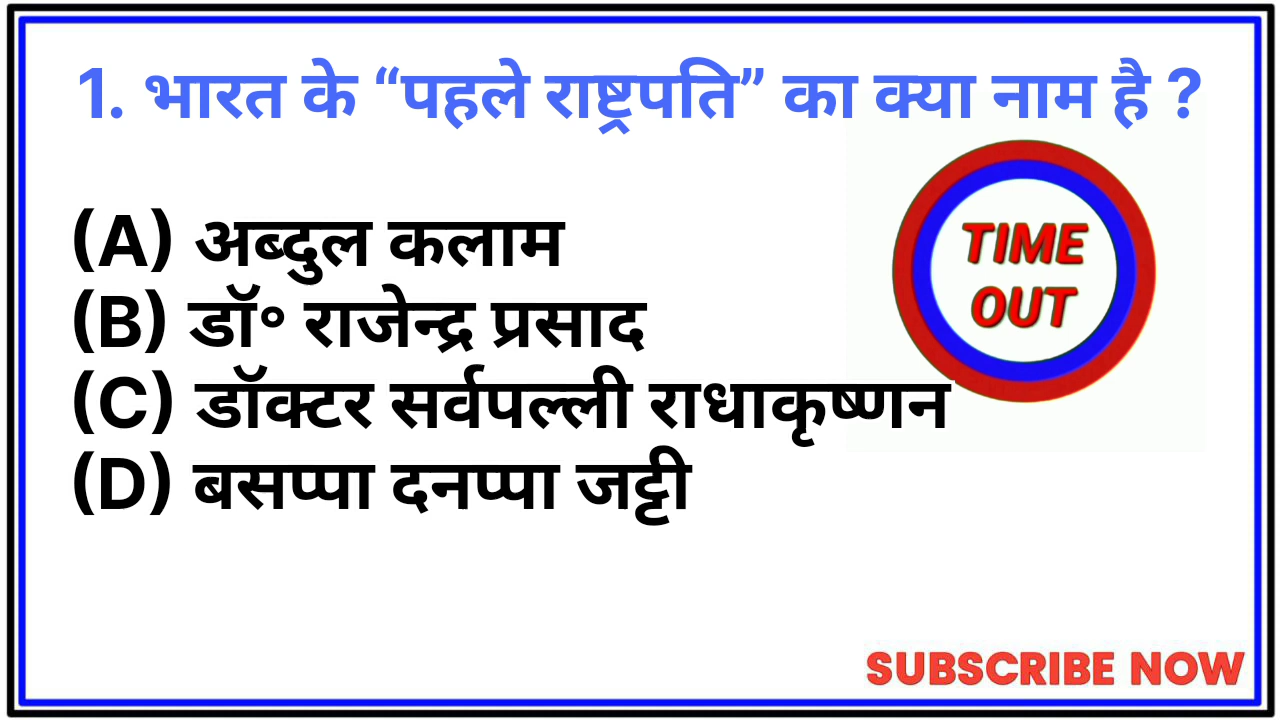 1. भारत के “पहले राष्ट्रपति” का क्या नाम है ?
TIME
OUT
(A) अब्दुल कलाम
(B) डॉ॰ राजेन्द्र प्रसाद
(C) डॉक्टर सर्वपल्ली राधाकृष्णन
(D) बसप्पा दनप्पा जट्टी
SUBSCRIBE NOW